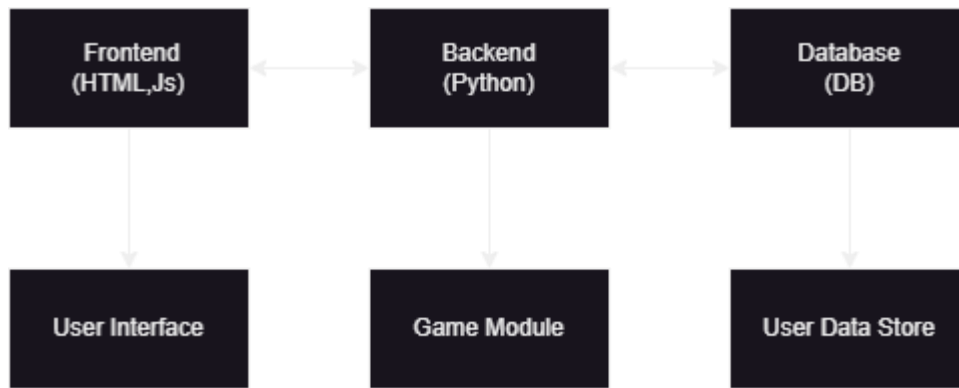 Frontend
(HTML,Js)
Backend
(Python)
Database
(DB)
User Interface
Game Module
User Data Store